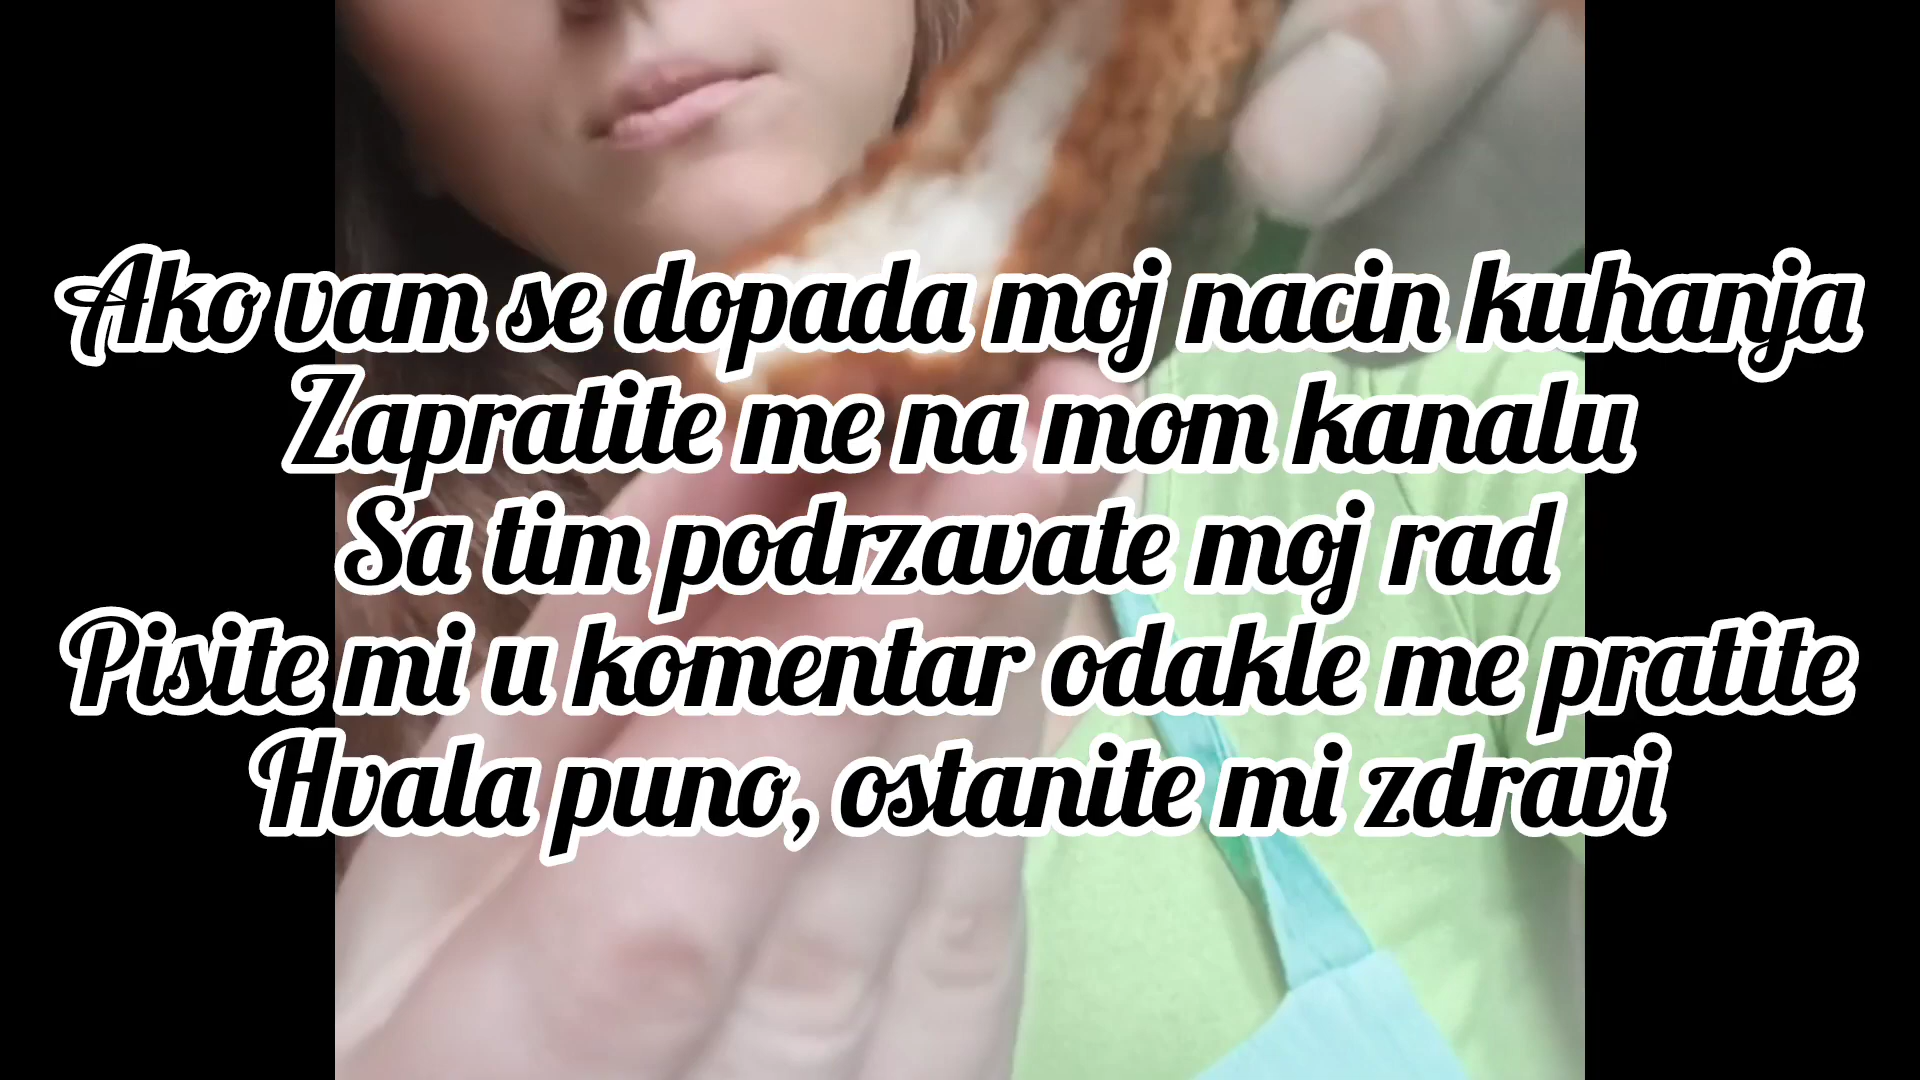 Ako vam se dopada moj nacin kuhanja
Zapratite me na mom kanalu
Sa tim podrzavate moj rad
Pisite mi u komentar odakle me pratite
Hvala puno, ostanite mi zdravi